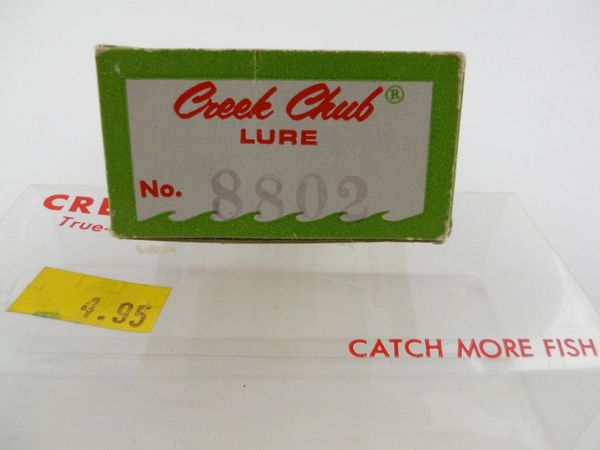 Creek Chub®
LURE
No. 8802
CRE
True-
4.95
CATCH MORE FISH